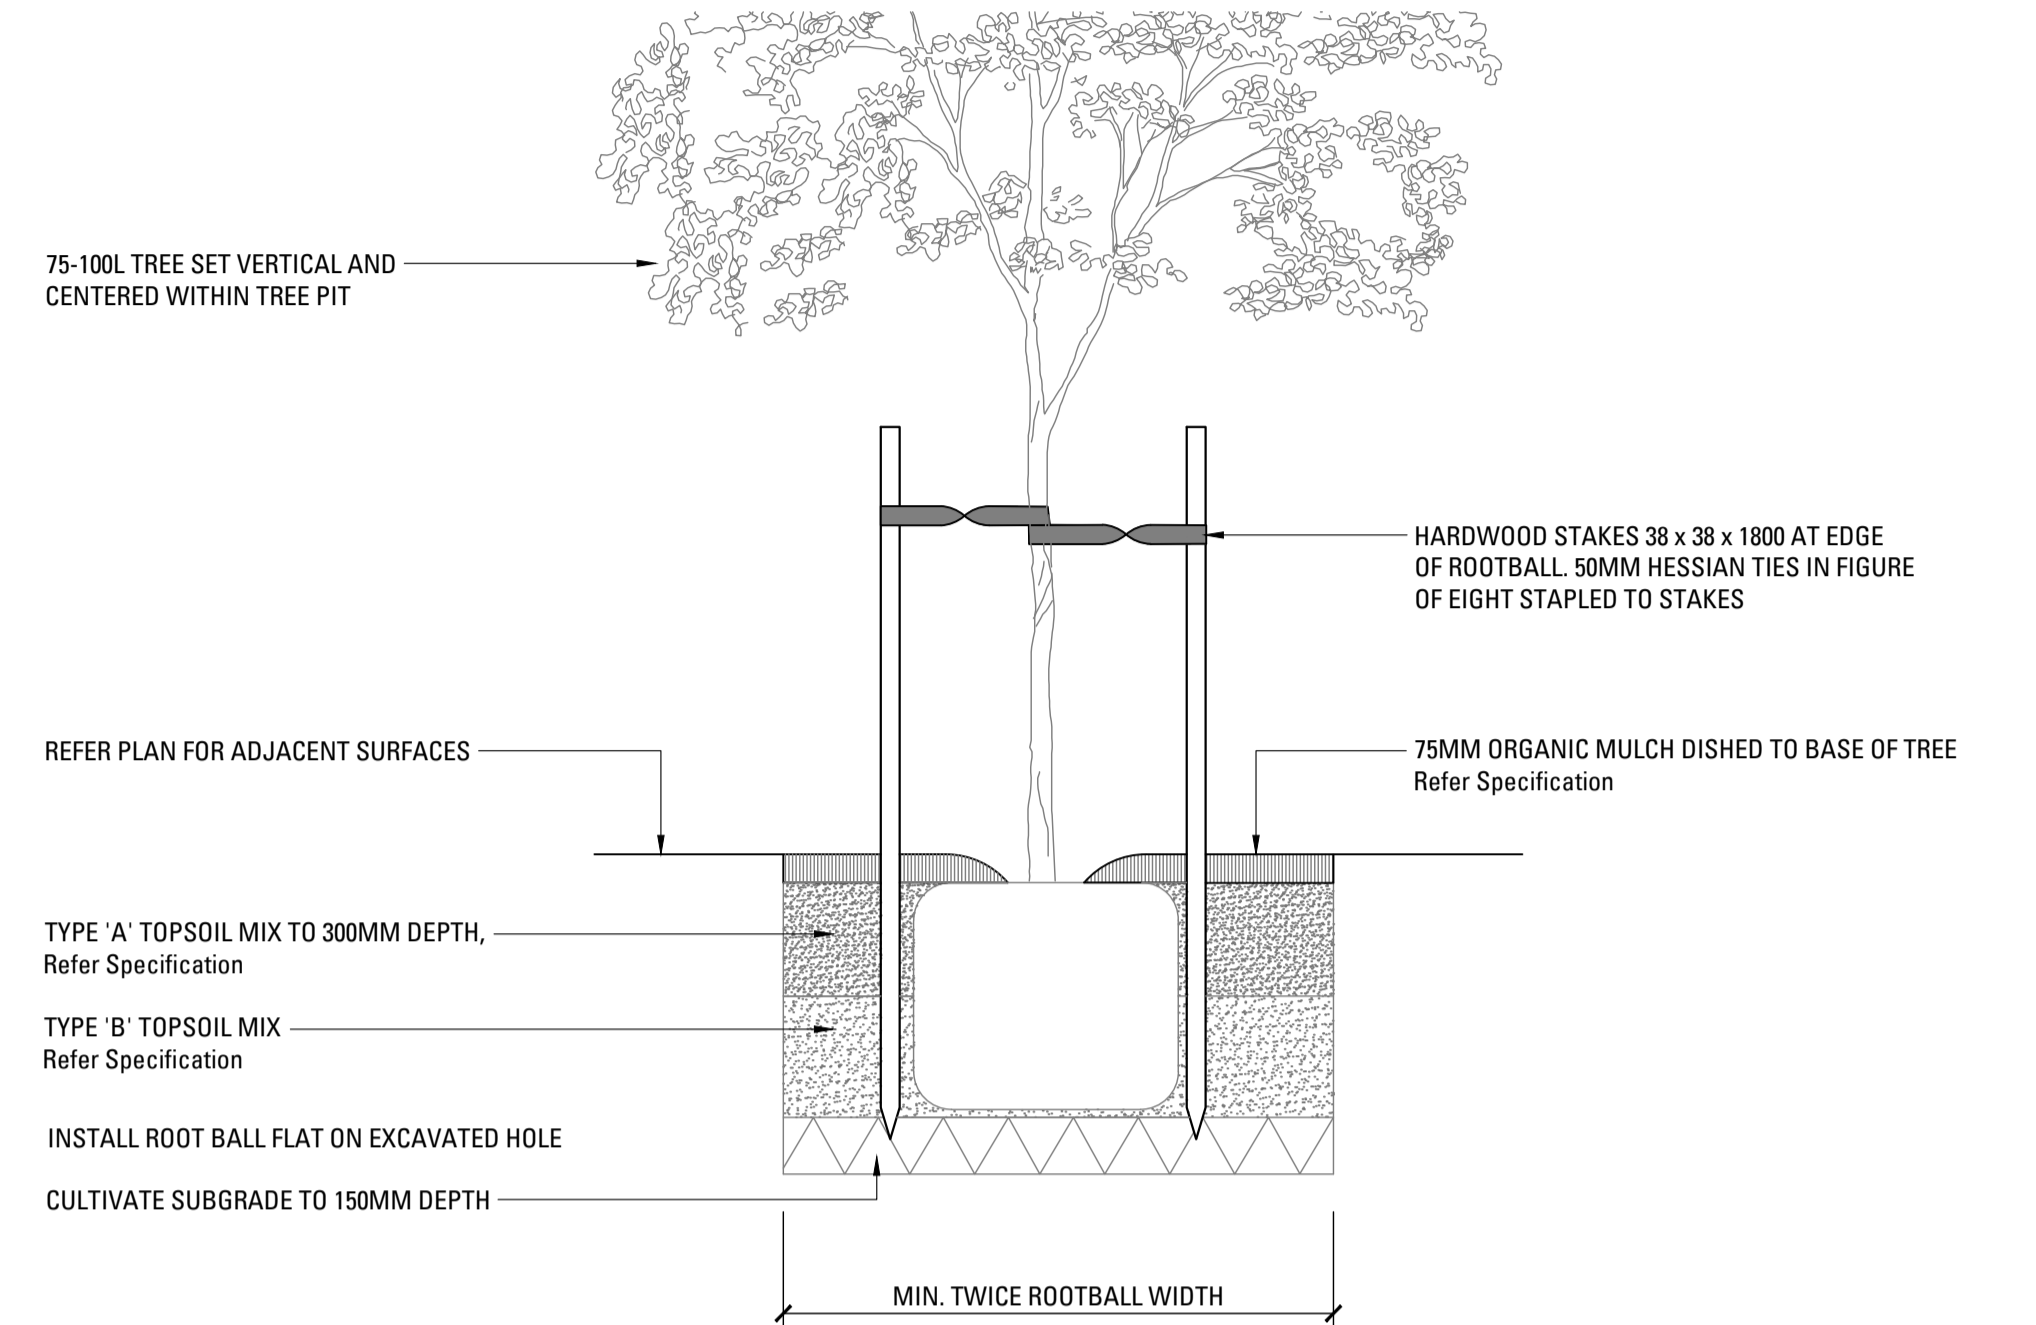 75-100L TREE SET VERTICAL AND
CENTERED WITHIN TREE PIT
HARDWOOD STAKES 38 x 38 x 1800 AT EDGE
OF ROOTBALL. 50MM HESSIAN TIES IN FIGURE
OF EIGHT STAPLED TO STAKES
REFER PLAN FOR ADJACENT SURFACES
75MM ORGANIC MULCH DISHED TO BASE OF TREE
Refer Specification
TYPE 'A' TOPSOIL MIX TO 300MM DEPTH,
Refer Specification
TYPE 'B' TOPSOIL MIX
Refer Specification
INSTALL ROOT BALL FLAT ON EXCAVATED HOLE
CULTIVATE SUBGRADE TO 150MM DEPTH
MIN. TWICE ROOTBALL WIDTH